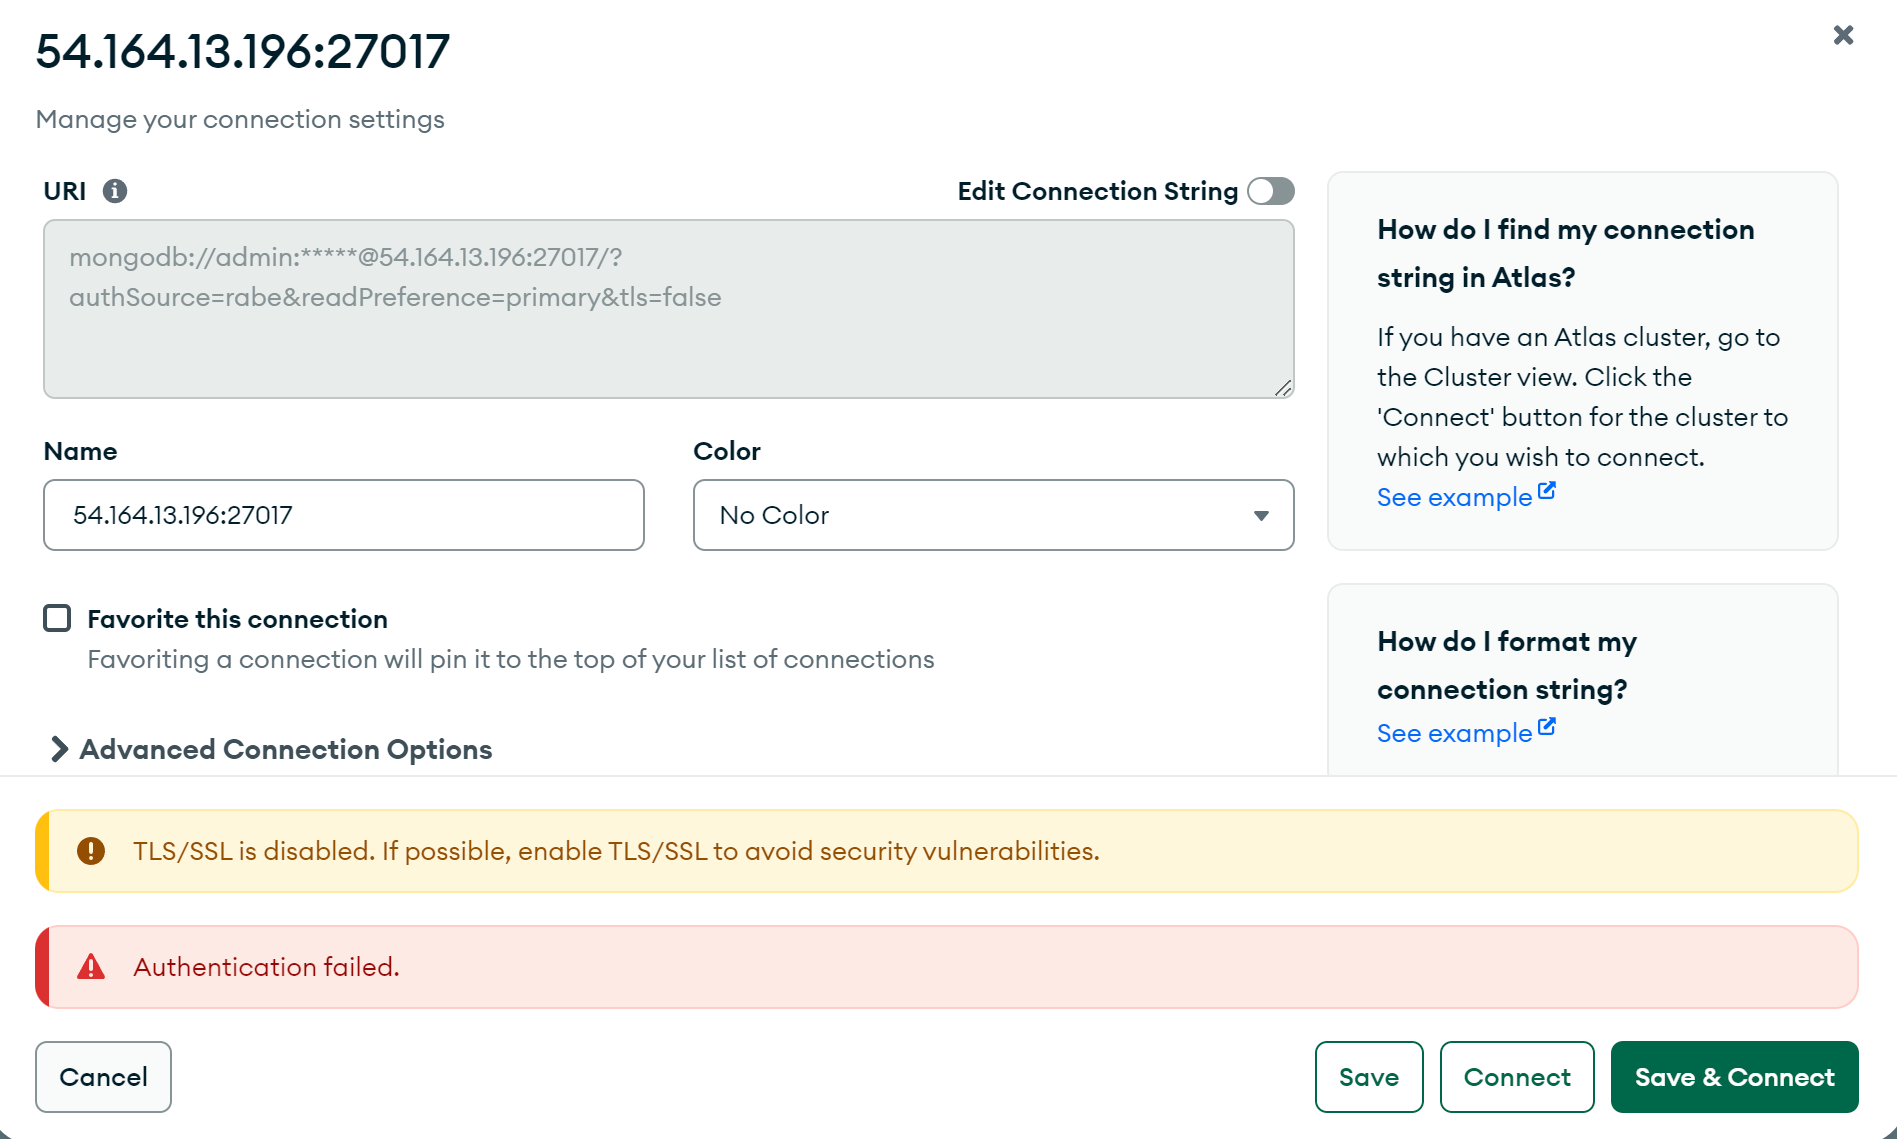 54.164.13.196:27017
Manage your connection settings
URI
Edit Connection String
mongodb://admin:*****@54.164.13.196:27017/?
authSource=rabe&readPreference=primary&tls=false
Name
Color
54.164.13.196:27017
No Color
Favorite this connection
Favoriting a connection will pin it to the top of your list of connections
Advanced Connection Options
How do I find my connection
string in Atlas?
If you have an Atlas cluster, go to
the Cluster view. Click the
'Connect' button for the cluster to
which you wish to connect.
See example
How do I format my
connection string?
See example
TLS/SSL is disabled. If possible, enable TLS/SSL to avoid security vulnerabilities.
Authentication failed.
Cancel
Save
Connect
Save & Connect